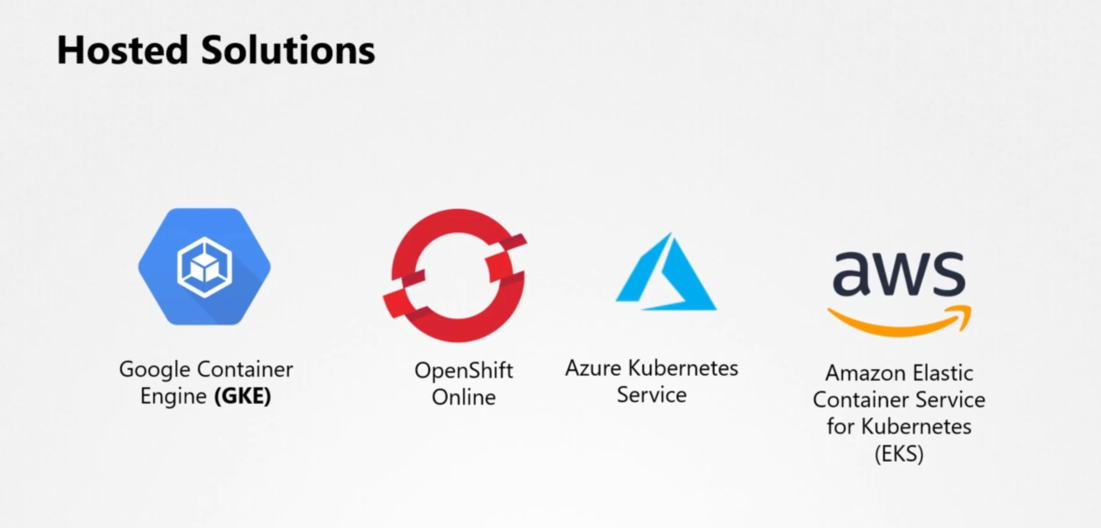 Hosted Solutions
Google Container
Engine (GKE)
OpenShift
Online
Azure Kubernetes
Service
aws
Amazon Elastic
Container Service
for Kubernetes
(EKS)